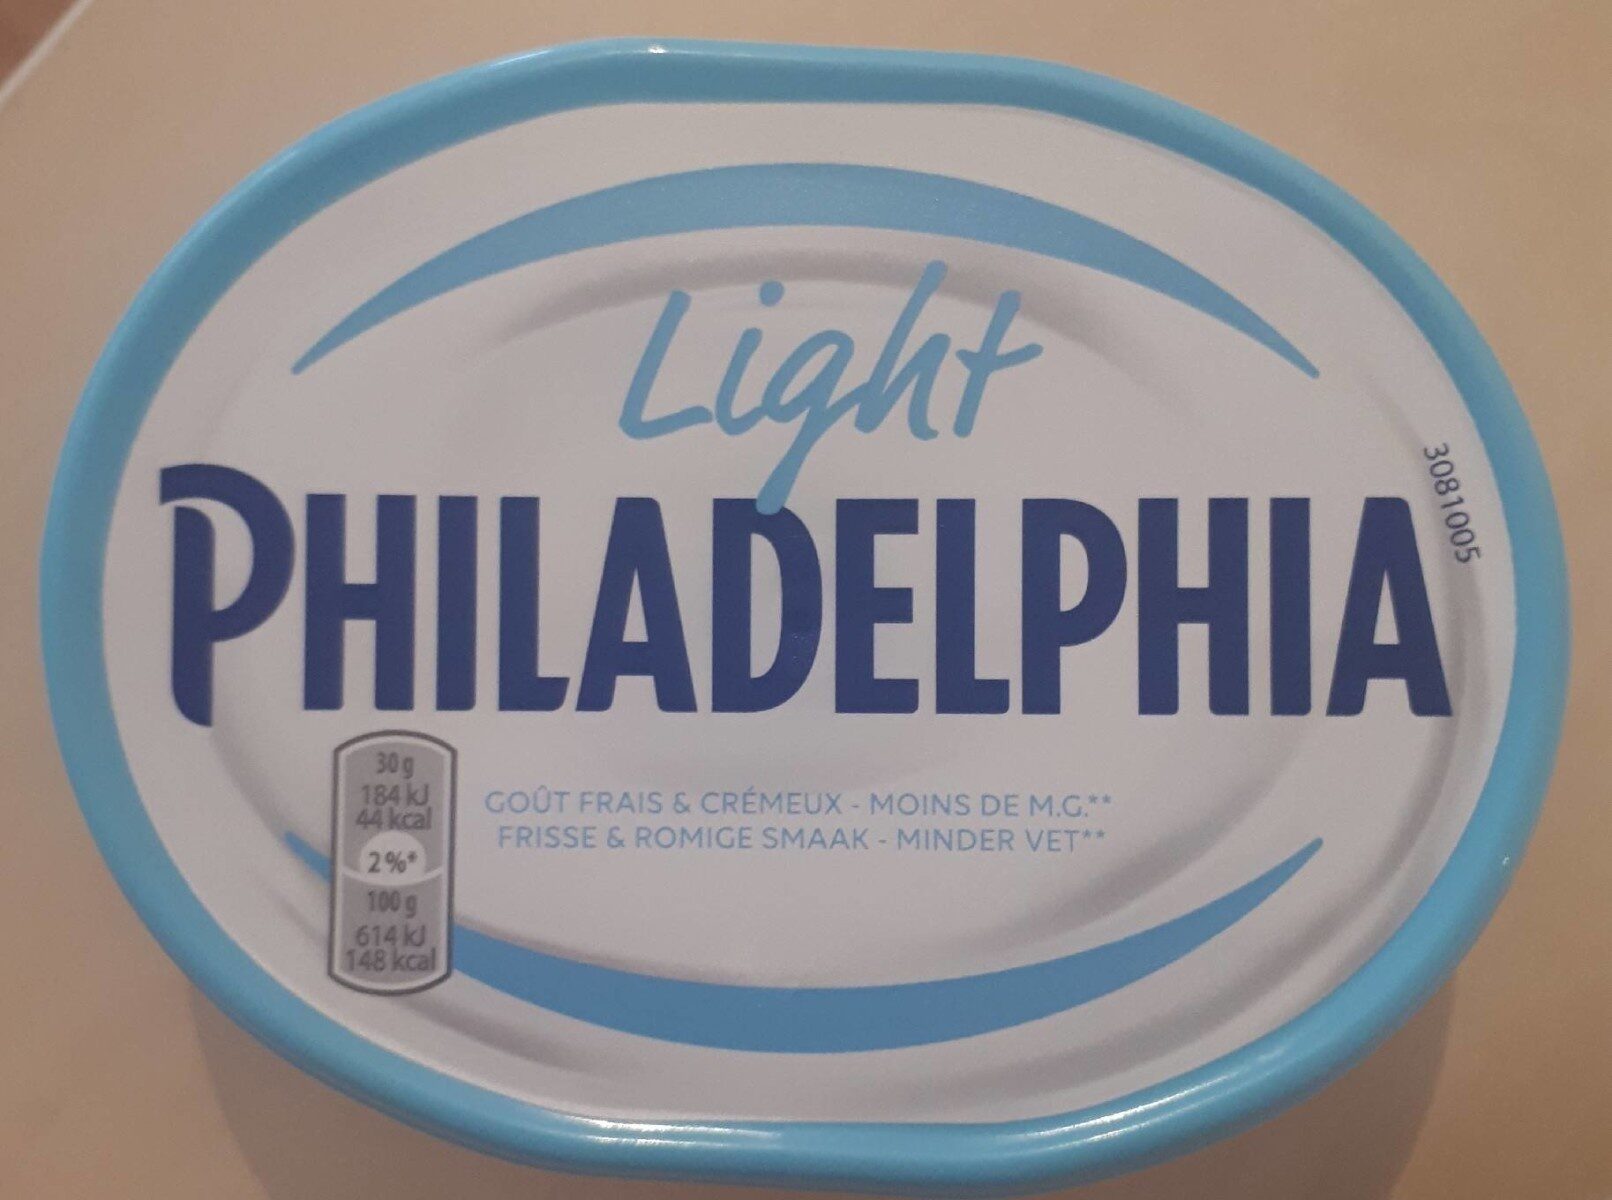 Light
PHILADELPHIA
3081005
30 g
184 kJ
44 kcal
2 %*
100 g
614 kJ
148 kcal
GOÛT FRAIS & CRÉMEUX - MOINS DE M.G.**
FRISSE & ROMIGE SMAAK - MINDER VET**